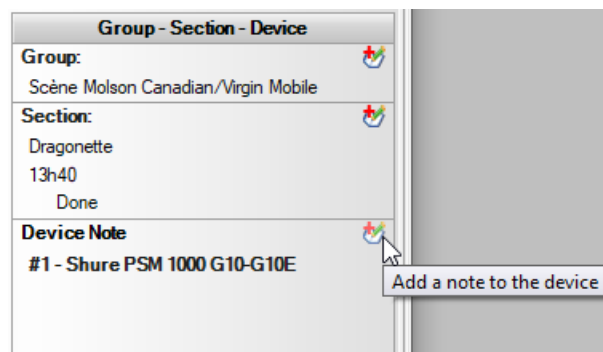 Group - Section - Device
Group:
Scène Molson Canadian/Virgin Mobile
Section:
Dragonette
13h40
Done
Device Note
#1 - Shure PSM 1000 G10-G10E
Add a note to the device